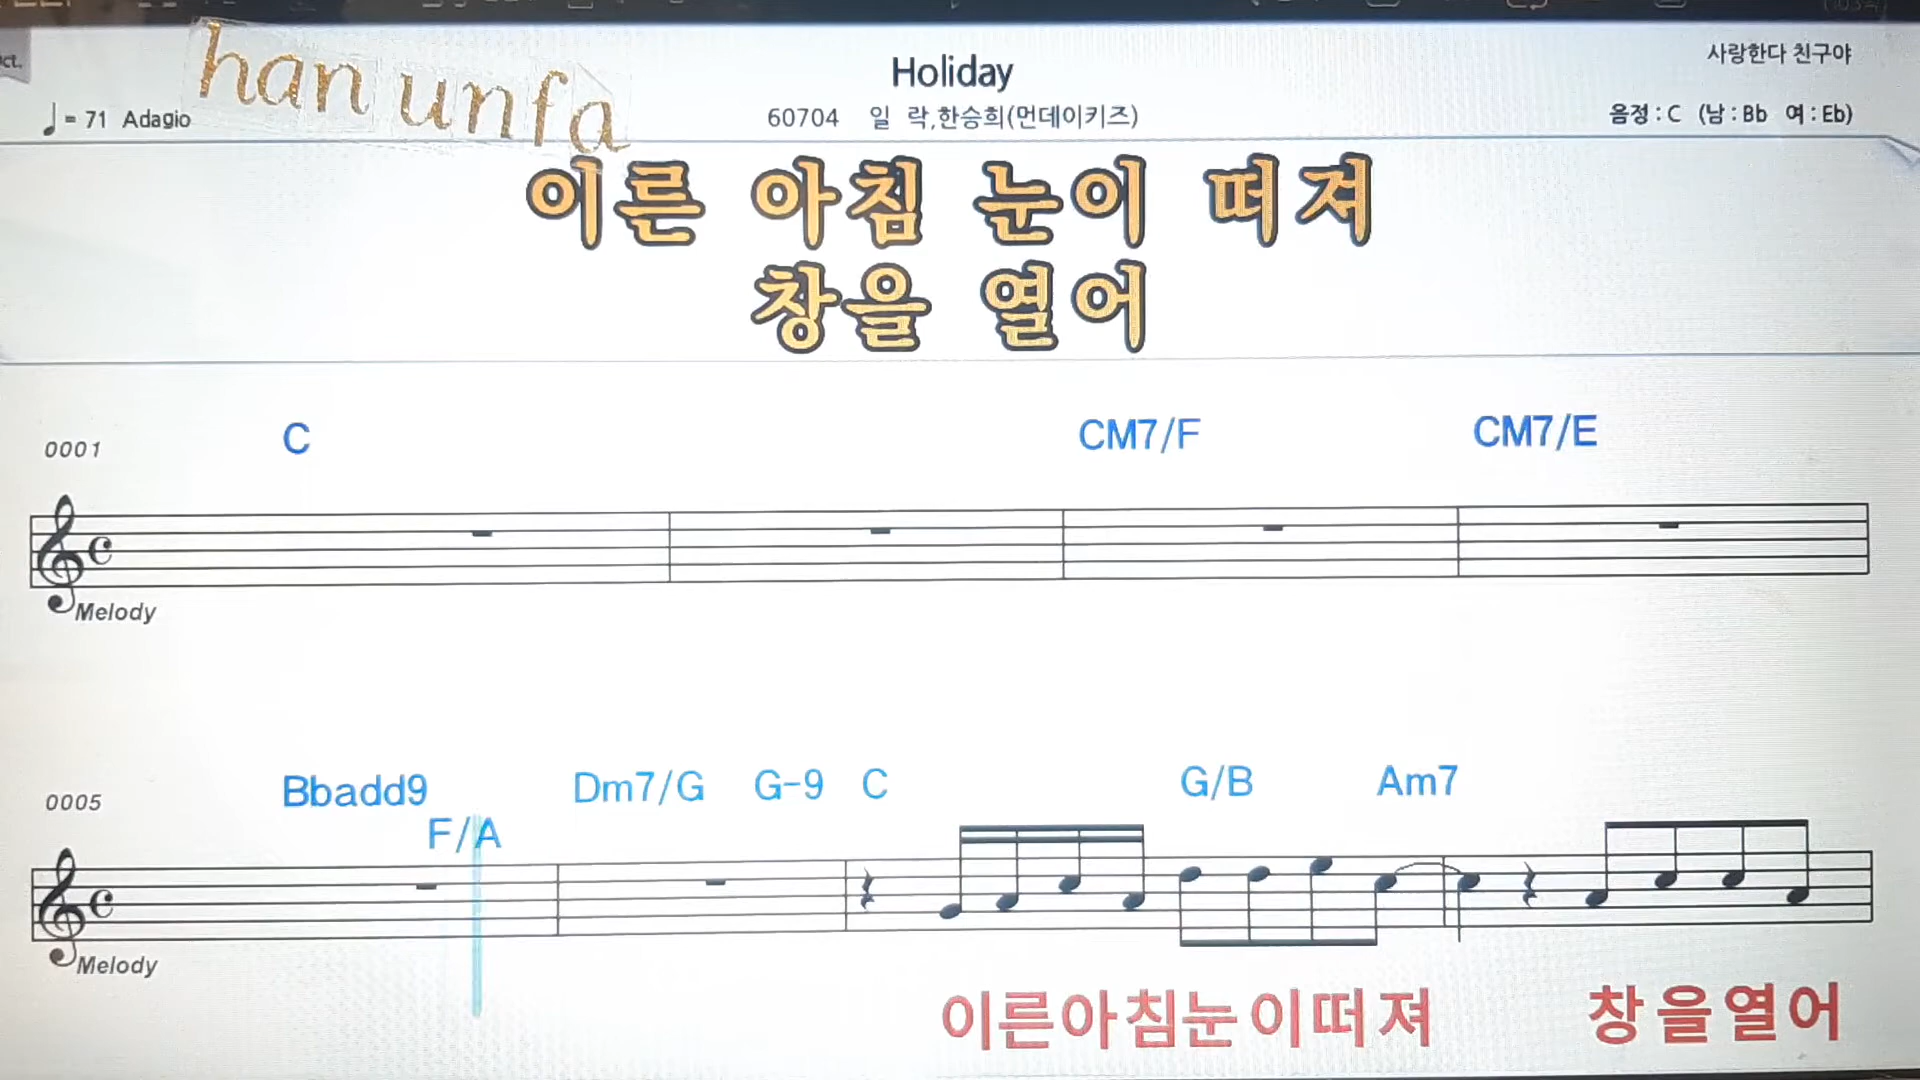 han unfa
Holiday
사랑한다 친구야
♩= 71 Adagio
60704 일 락,한승희(먼데이키즈)
음정 : C (남 : Bb 여 : Eb)
이른 아침 눈이 떠져
창을 열어
0001 C CM7/F CM7/E
Melody
0005 Bbadd9 F/A Dm7/G G-9 C G/B Am7
Melody
이른아침눈이떠져 창을열어